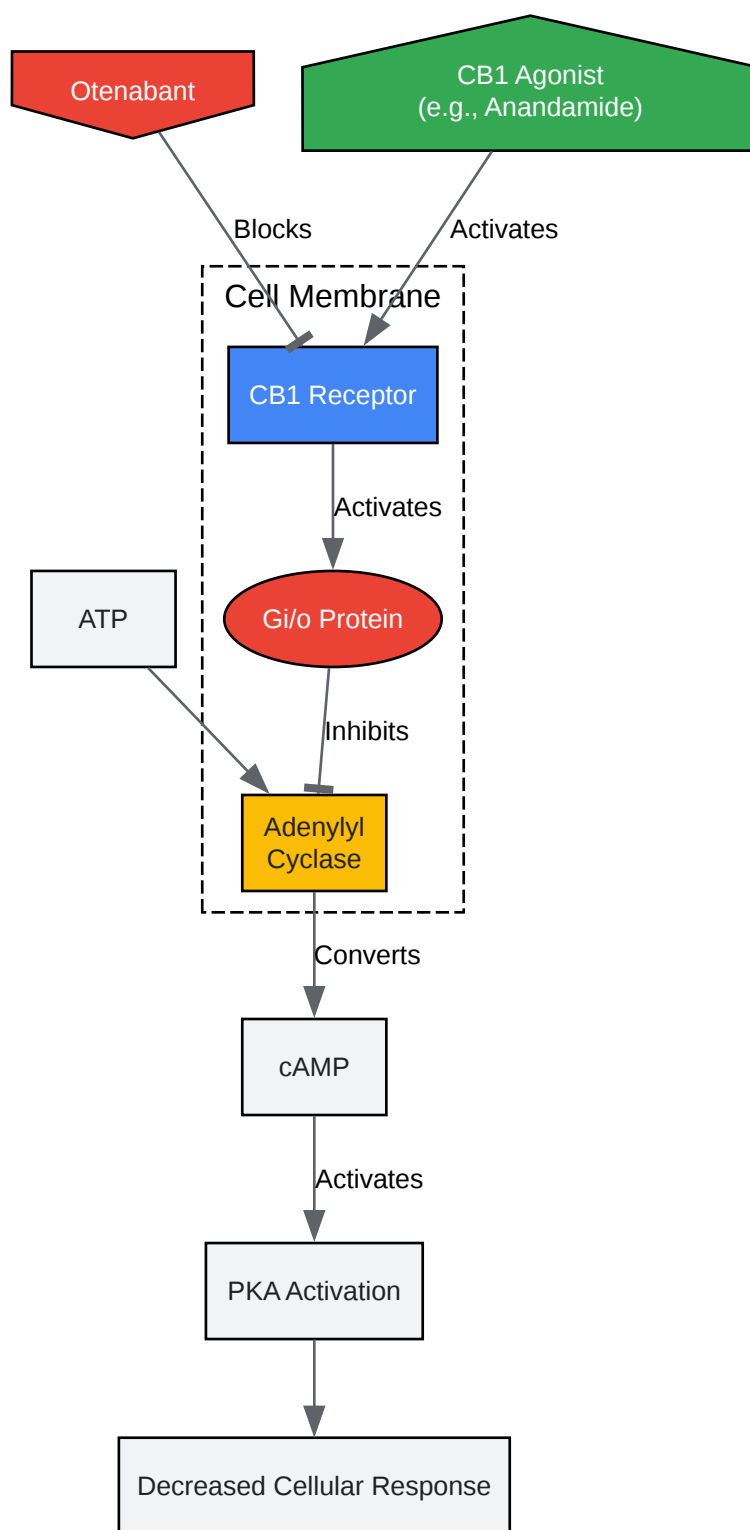 Otenabant
CB1 Agonist
(e.g., Anandamide)
Blocks
Activates
Cell Membrane
CB1 Receptor
Activates
ATP
Gi/o Protein
Inhibits
Adenylyl
Cyclase
Converts
cAMP
Activates
PKA Activation
Decreased Cellular Response